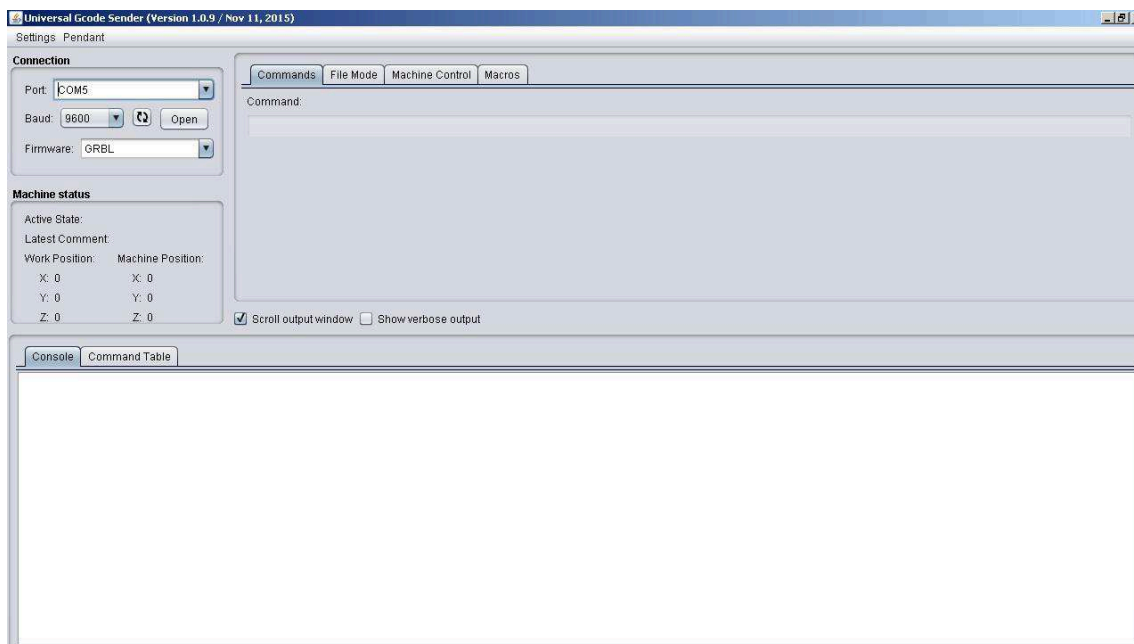 Universal Gcode Sender (Version 1.0.9 / Nov 11, 2015)
Settings Pendant
Connection
Port: COM5
Baud: 9600 Open
Firmware: GRBL
Machine status
Active State:
Latest Comment:
Work Position: Machine Position:
X: 0 X: 0
Y: 0 Y: 0
Z: 0 Z: 0
Commands File Mode Machine Control Macros
Command:
Scroll output window Show verbose output
Console Command Table